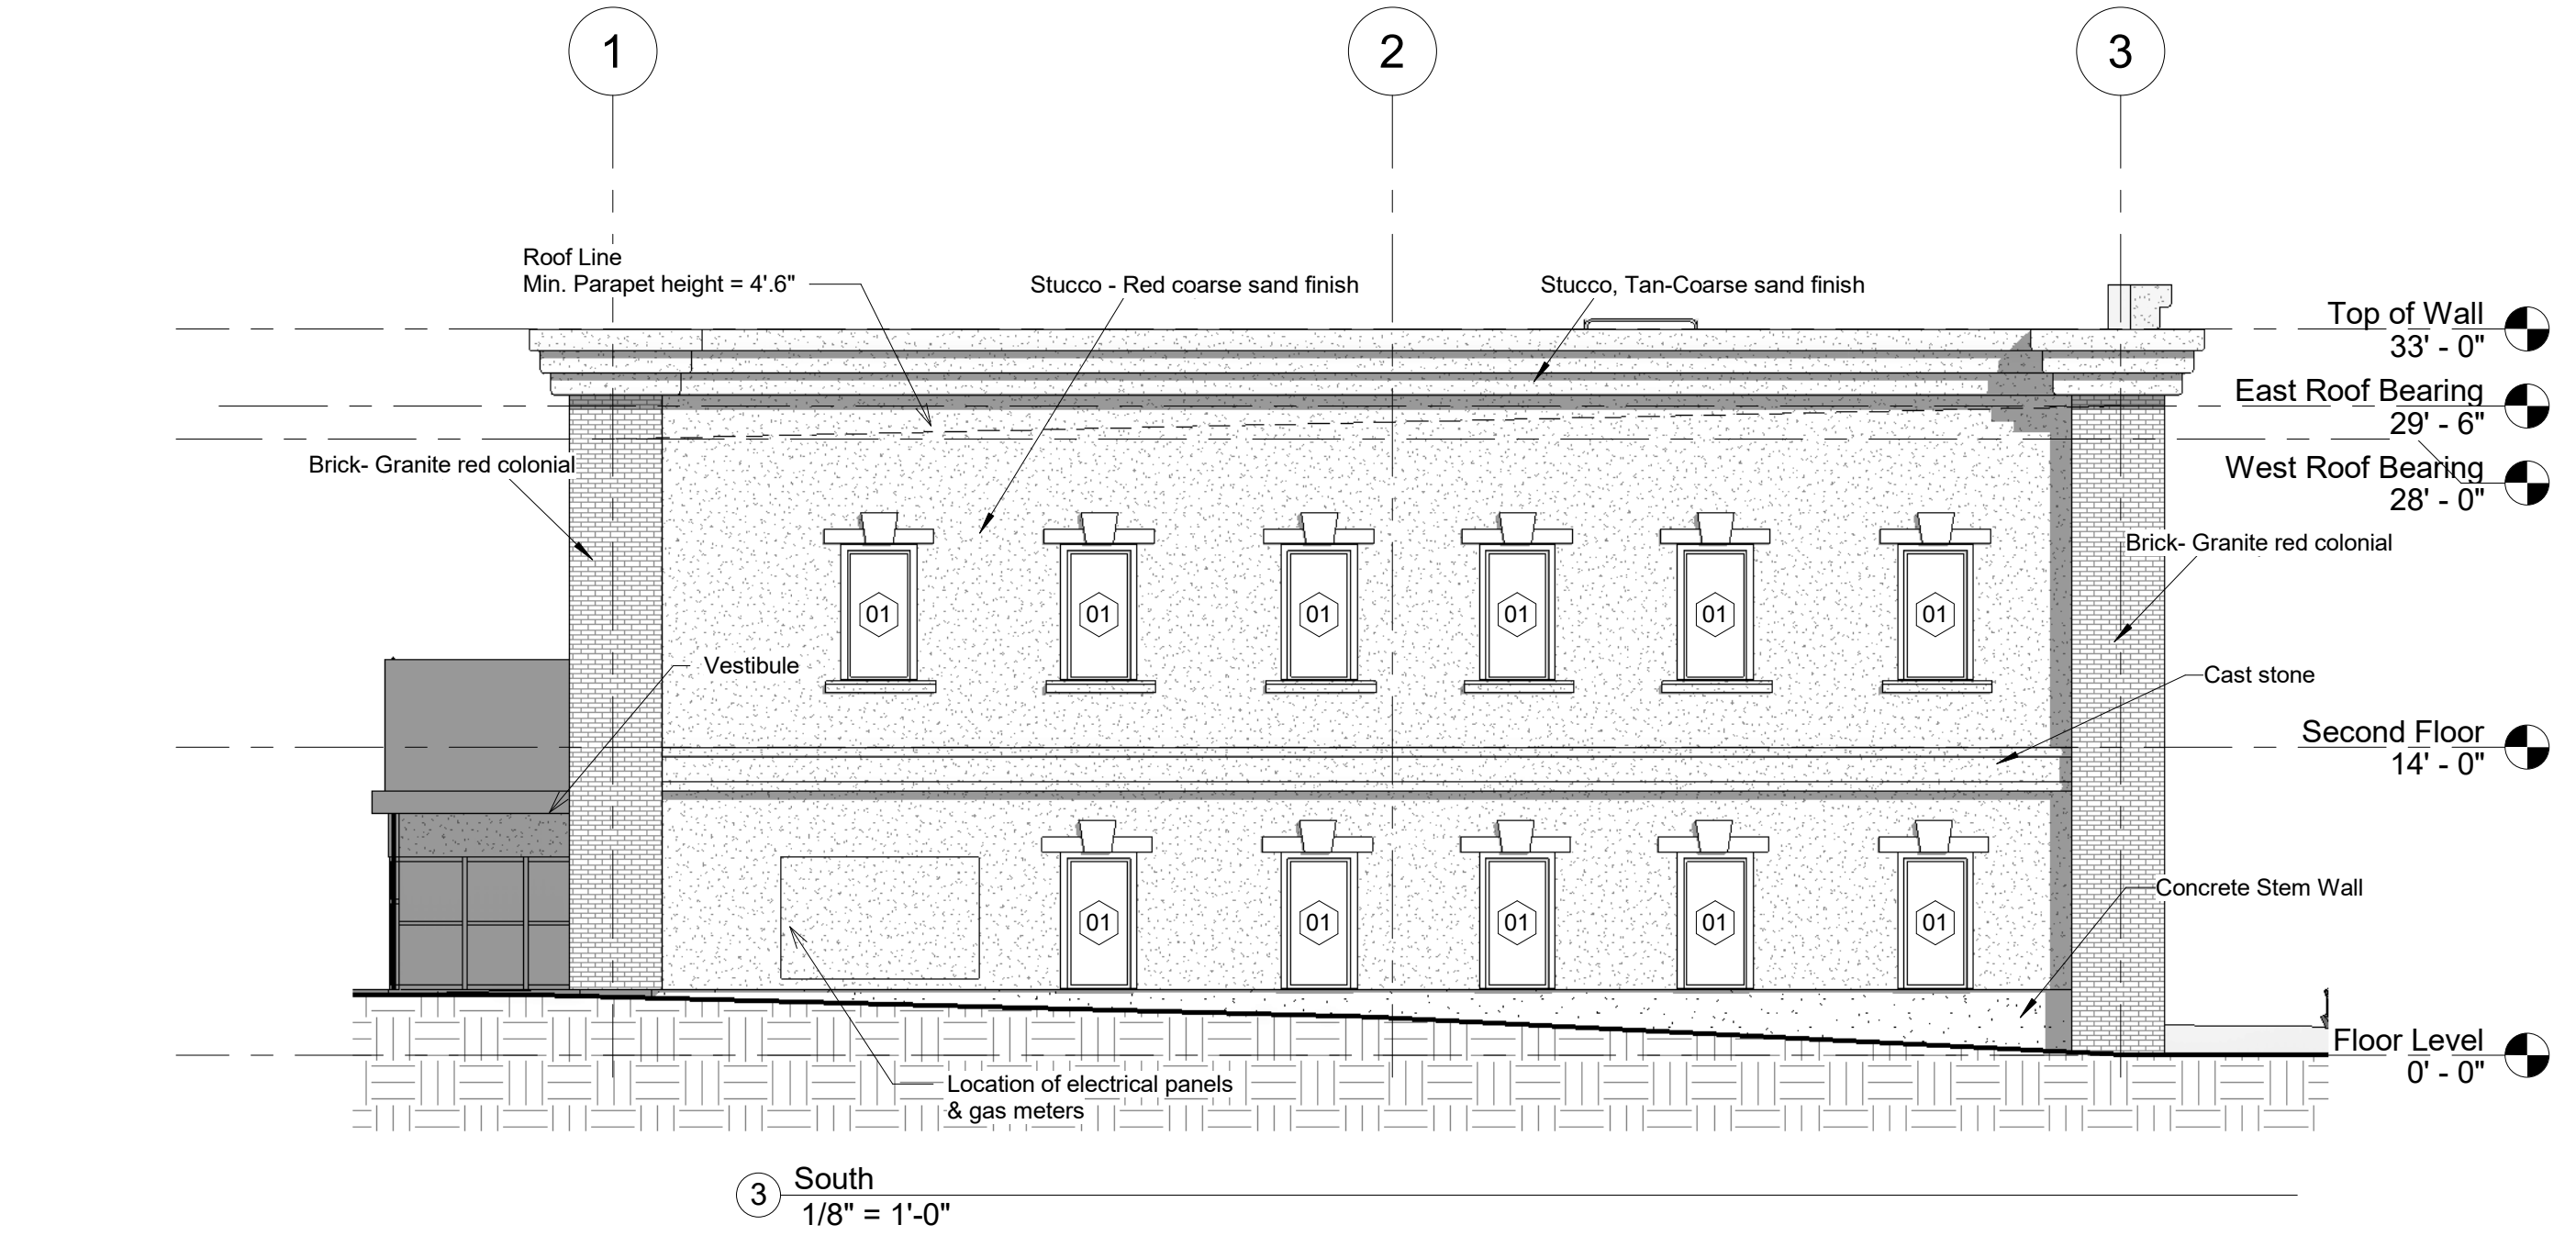 1
2
3
Roof Line
Min. Parapet height = 4'.6"
Stucco - Red coarse sand finish
Stucco, Tan-Coarse sand finish
Top of Wall
33' - 0"
East Roof Bearing
29' - 6"
Brick- Granite red colonial
West Roof Bearing
28' - 0"
Brick- Granite red colonial
01
01
01
01
01
01
Vestibule
Cast stone
Second Floor
14' - 0"
Concrete Stem Wall
01
01
01
01
01
Floor Level
0' - 0"
Location of electrical panels
& gas meters
3
South
1/8" = 1'-0"